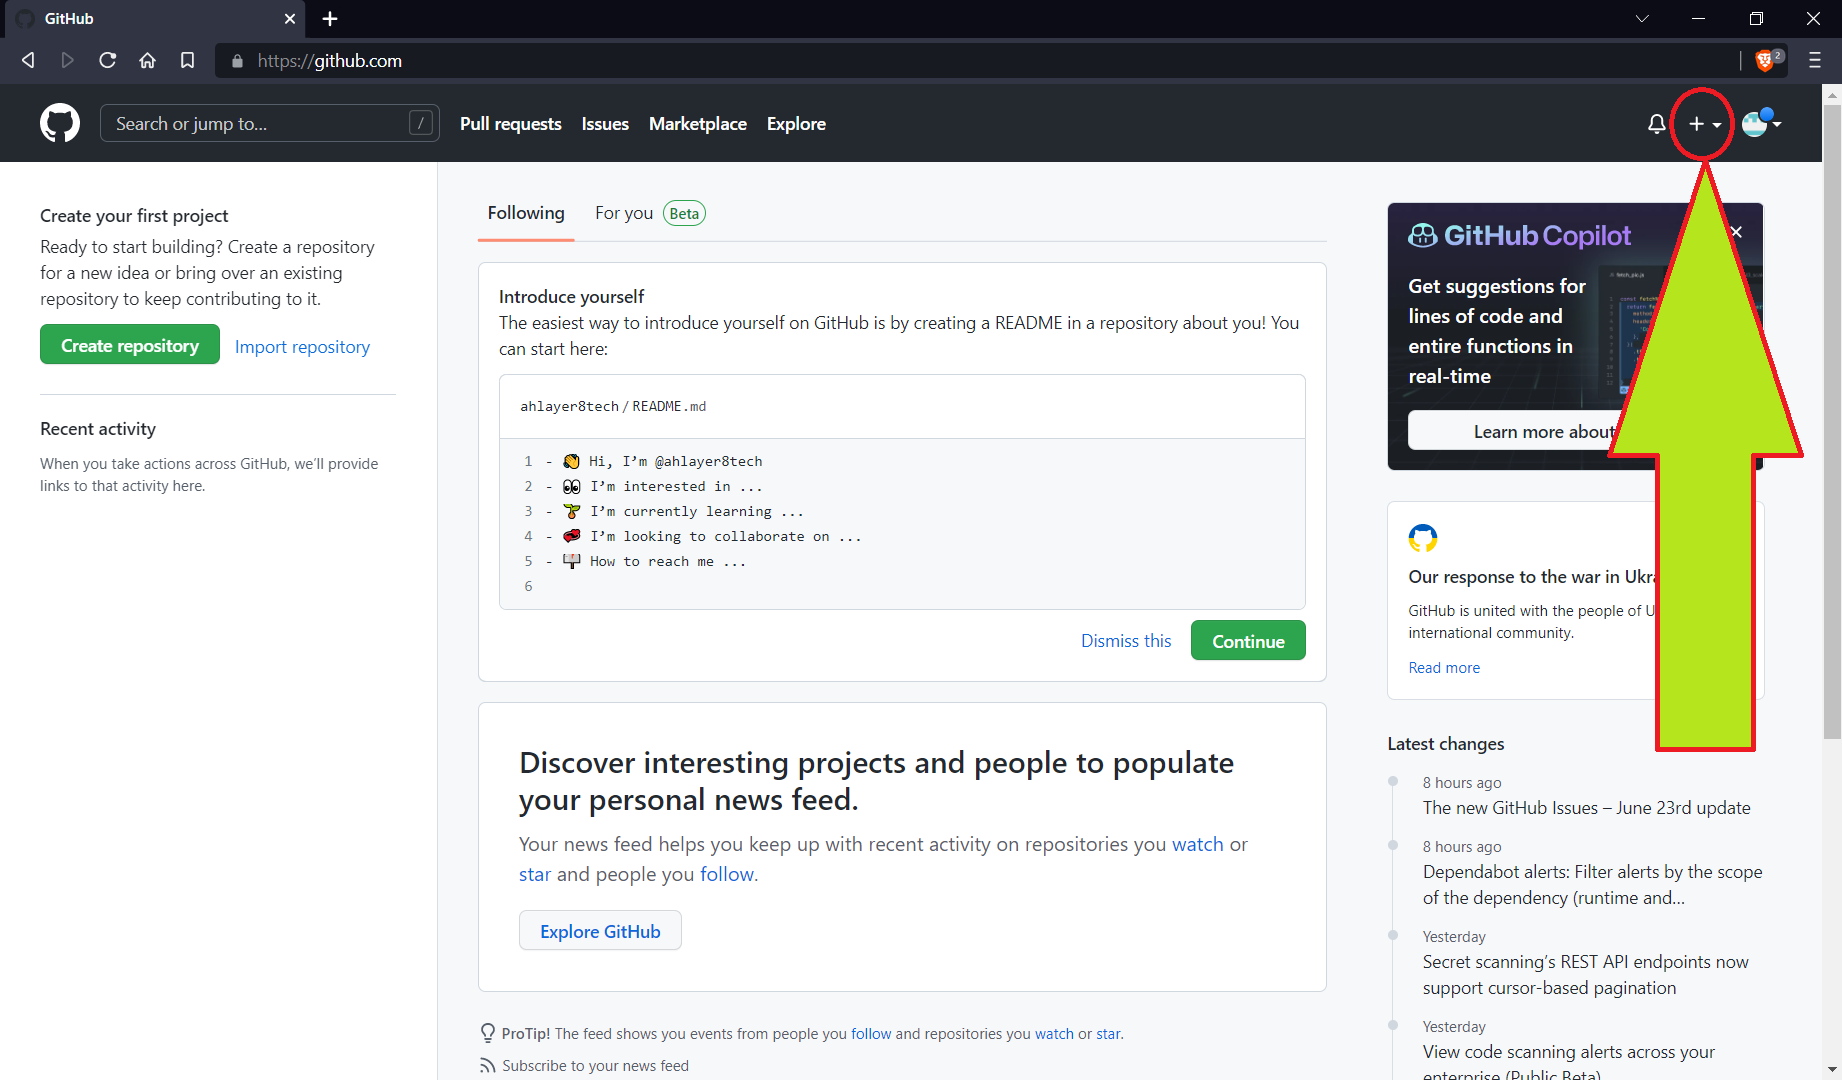 GitHub
https://github.com
2
Search or jump to...
/
Pull requests
Issues
Marketplace
Explore
Create your first project
Ready to start building? Create a repository
for a new idea or bring over an existing
repository to keep contributing to it.
Create repository
Import repository
Recent activity
When you take actions across GitHub, we'll provide
links to that activity here.
Following
For you
Beta
Introduce yourself
The easiest way to introduce yourself on GitHub is by creating a README in a repository about you! You
can start here:
ahlayer8tech / README.md
1 - 👋 Hi, I'm @ahlayer8tech
2 - 👀 I'm interested in ...
3 - 🌱 I'm currently learning ...
4 - 💞️ I'm looking to collaborate on ...
5 - 📫 How to reach me ...
6
Dismiss this
Continue
Discover interesting projects and people to populate
your personal news feed.
Your news feed helps you keep up with recent activity on repositories you watch or
star and people you follow.
Explore GitHub
ProTip! The feed shows you events from people you follow and repositories you watch or star.
Subscribe to your news feed
GitHub Copilot
Get suggestions for
lines of code and
entire functions in
real-time
Learn more about
Our response to the war in
GitHub is united with the people of
international community.
Read more
Latest changes
8 hours ago
The new GitHub Issues – June 23rd update
8 hours ago
Dependabot alerts: Filter alerts by the scope
of the dependency (runtime and...
Yesterday
Secret scanning's REST API endpoints now
support cursor-based pagination
Yesterday
View code scanning alerts across your
enterprise (Public Beta)